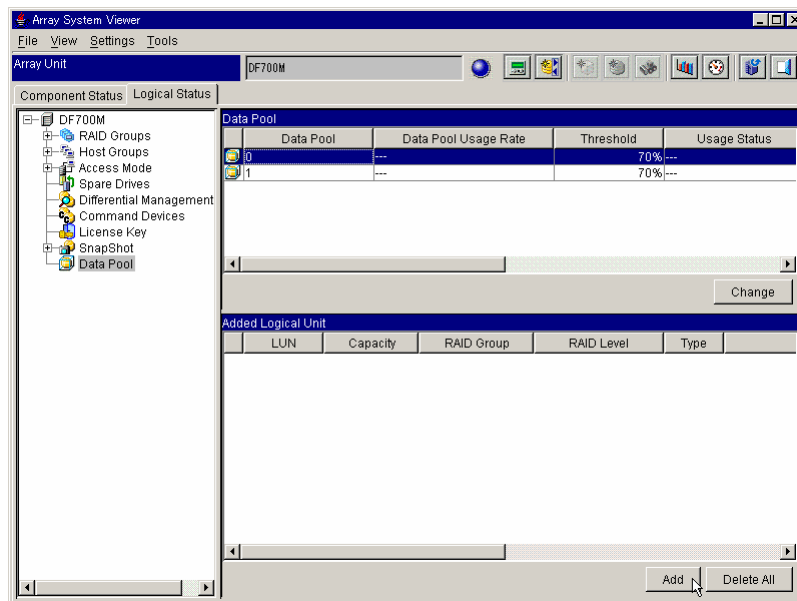 Array System Viewer
File View Settings Tools
Array Unit
DF700M
Component Status Logical Status
DF700M
RAID Groups
Host Groups
Access Mode
Spare Drives
Differential Management
Command Devices
License Key
SnapShot
Data Pool
Data Pool
Data Pool Data Pool Usage Rate Threshold Usage Status
0 --- 70% ---
1 --- 70% ---
Change
Added Logical Unit
LUN Capacity RAID Group RAID Level Type
Add Delete All